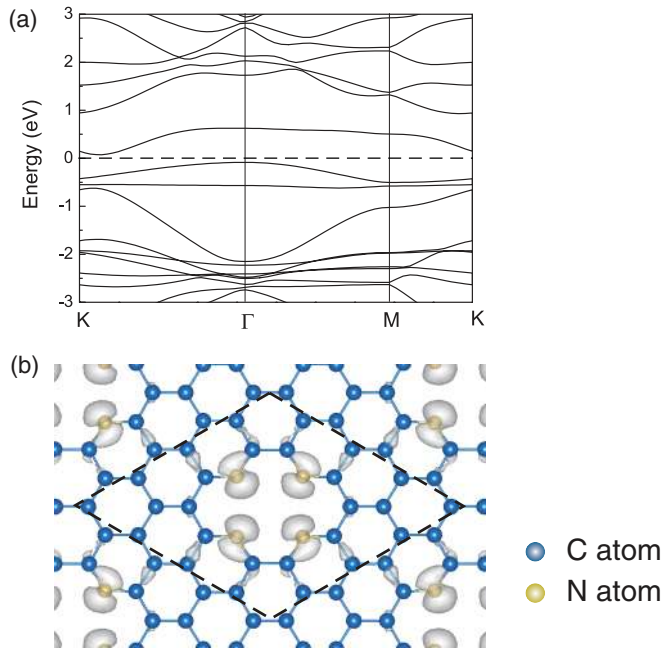 (a)
3
2
1
0
-1
-2
-3
Energy (eV)
K Γ M K
(b)
C atom
N atom